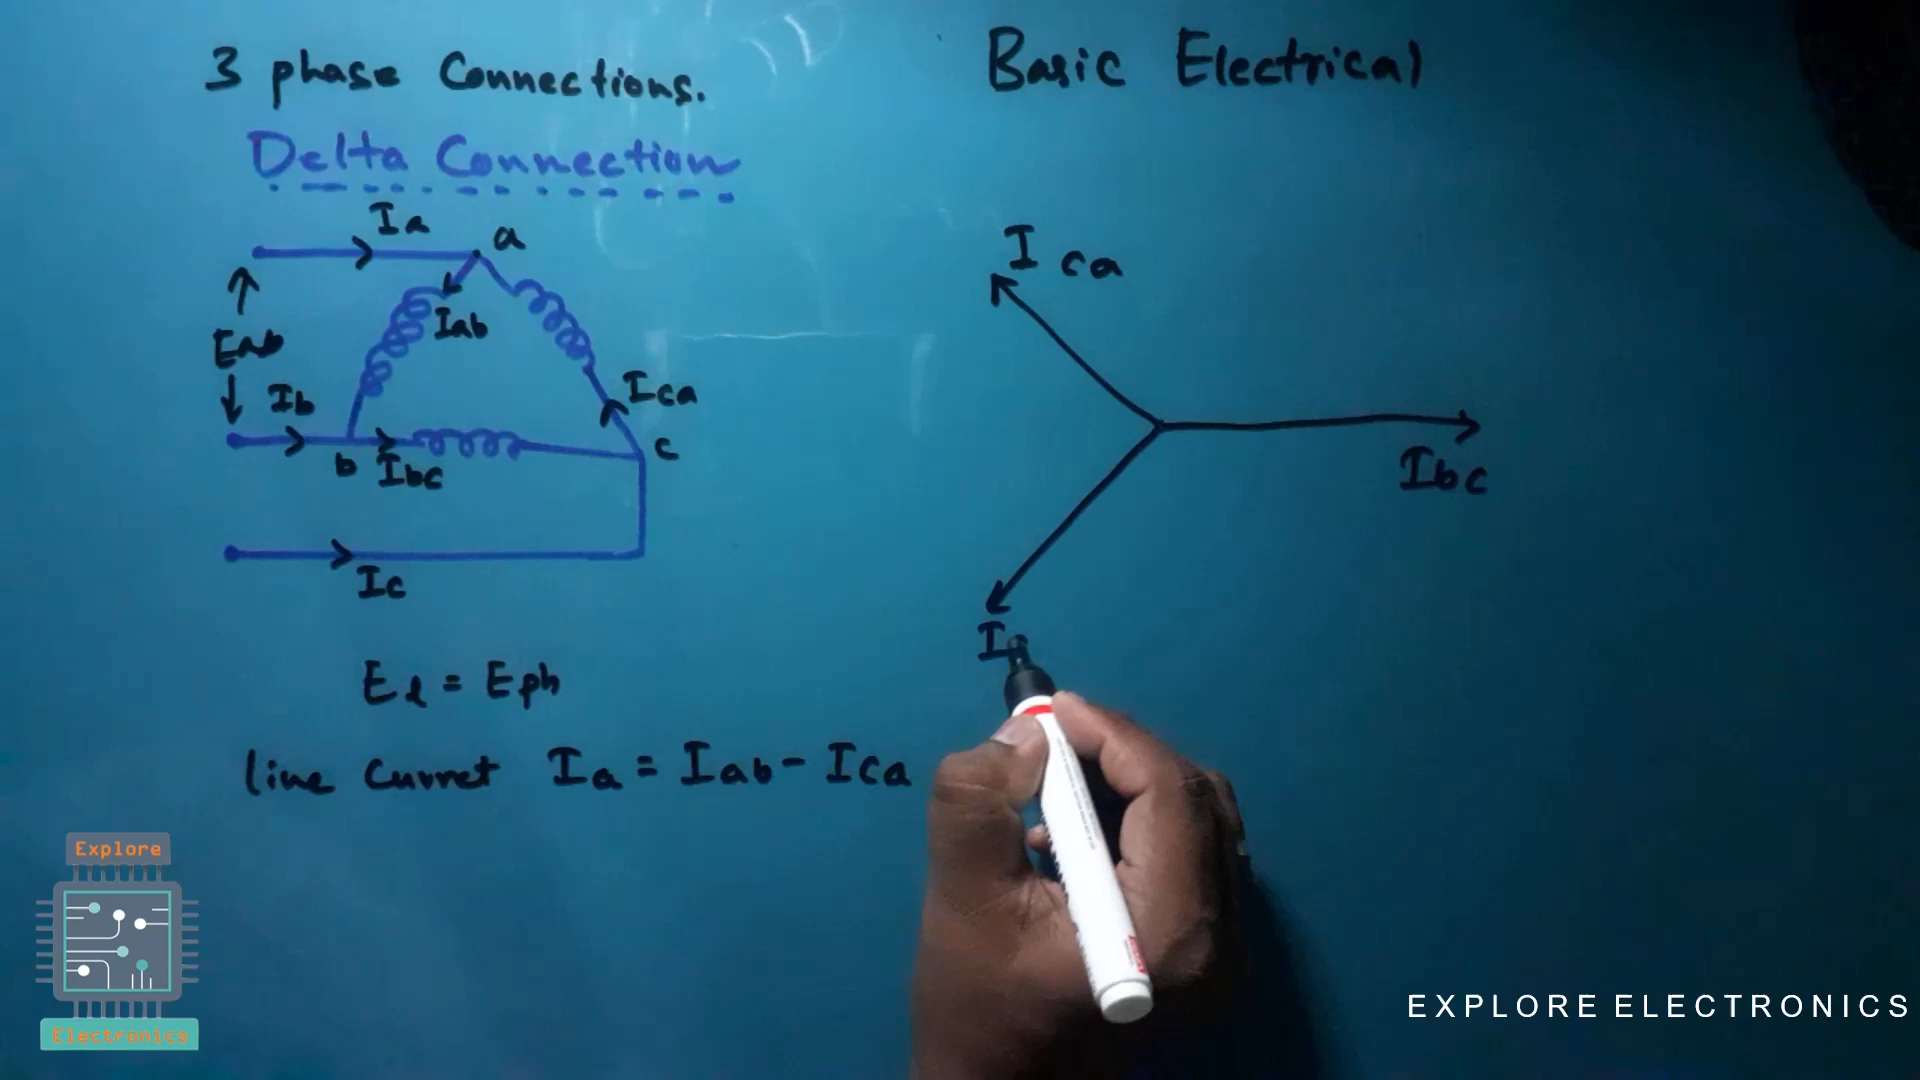 3 phase Connections.
Basic Electrical
Delta Connection
Ia
a
Iab
Eab
Ib
b
Ibc
Ica
c
Ic
I ca
Ibc
I
El = Eph
line Curret Ia = Iab - Ica
Explore
Electronics
EXPLORE ELECTRONICS